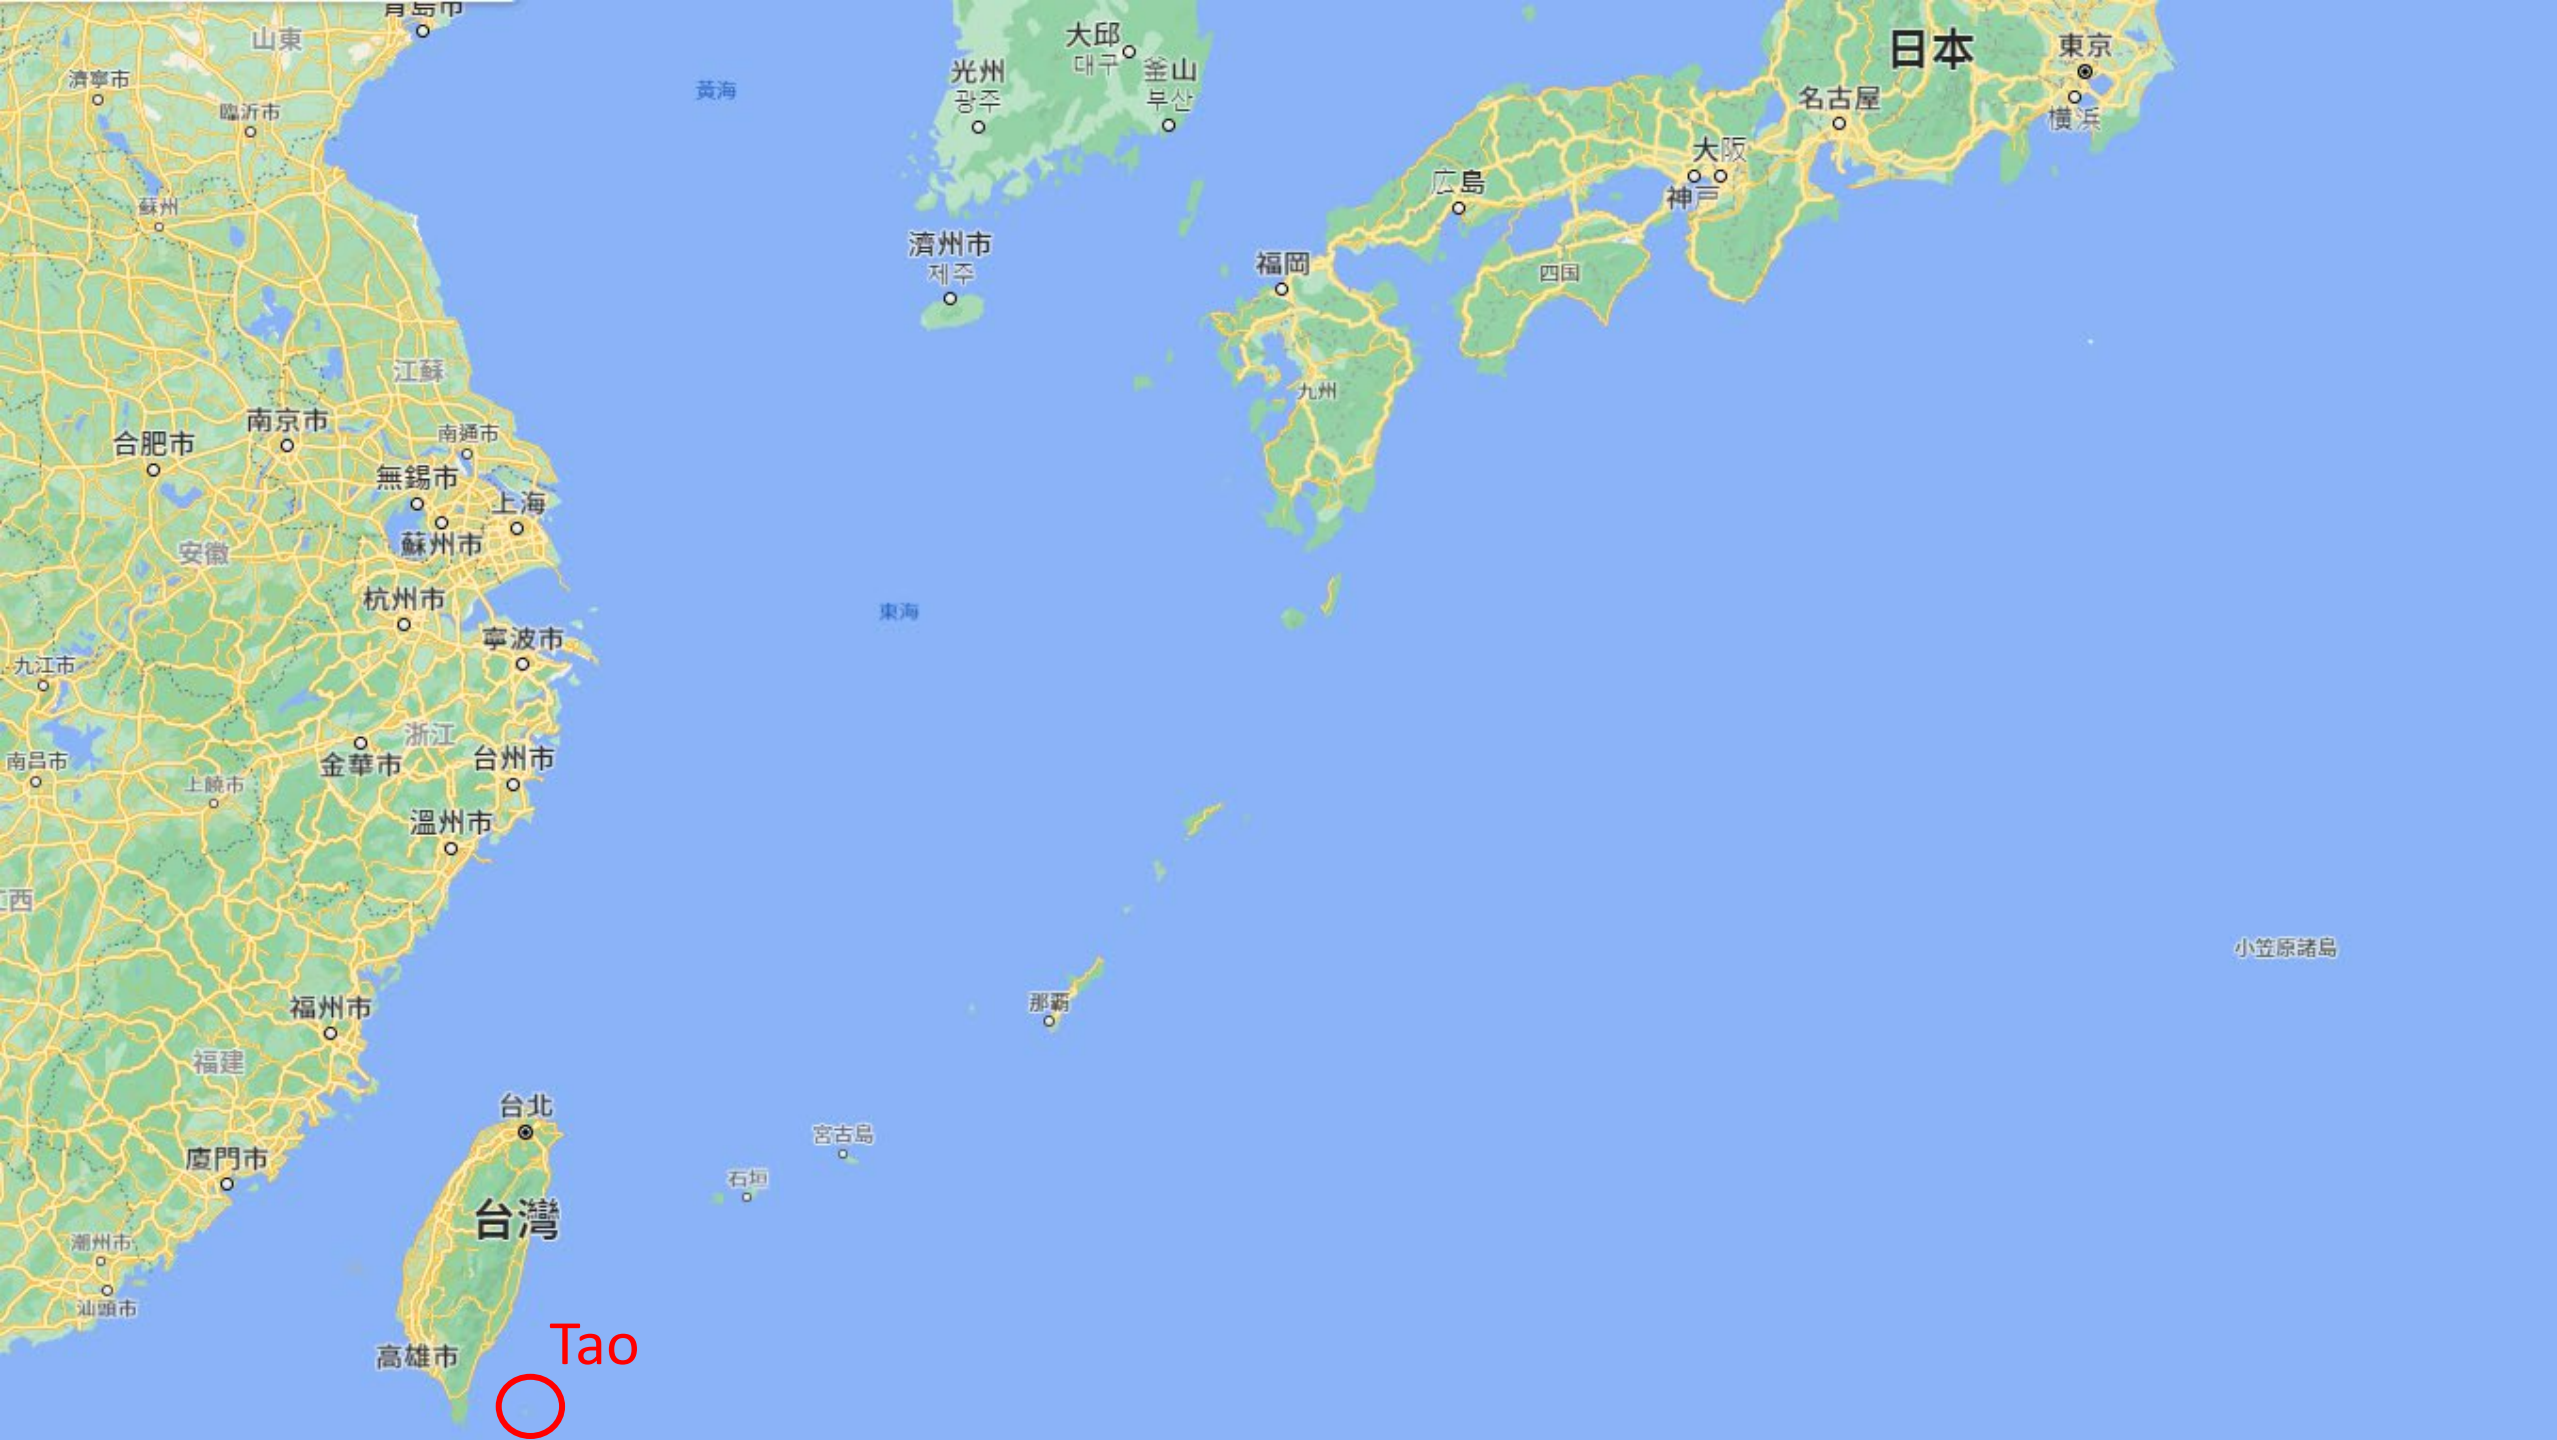 青島市
山東
濟寧市
臨沂市
蘇州
黃海
大邱
대구
光州
광주
釜山
부산
濟州市
제주
日本
東京
横浜
名古屋
大阪
神戸
広島
四国
福岡
九州
江蘇
南京市
合肥市
南通市
無錫市
上海
蘇州市
安徽
杭州市
寧波市
東海
九江市
浙江
金華市
台州市
南昌市
上饒市
溫州市
江西
福州市
福建
那霸
小笠原諸島
台北
宮古島
廈門市
石垣
台灣
潮州市
汕頭市
高雄市
Tao